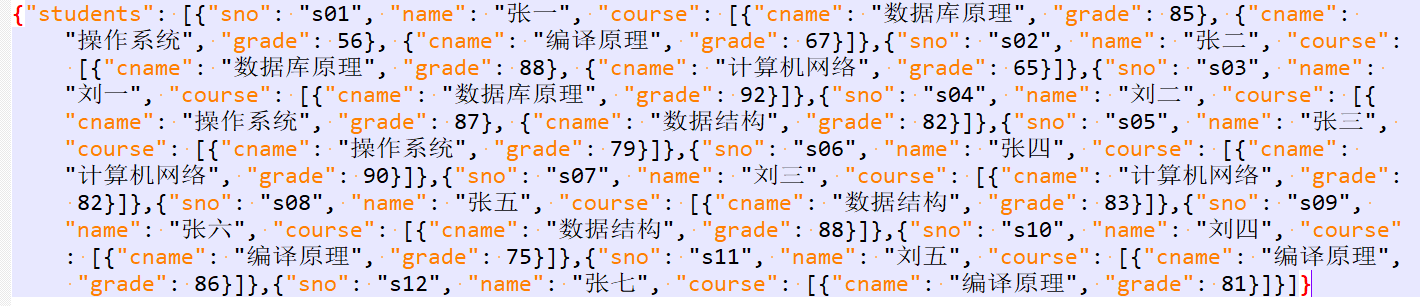 {"students": [{"sno": "s01", "name": "张一", "course": [{"cname": "数据库原理", "grade": 85}, {"cname":
"操作系统", "grade": 56}, {"cname": "编译原理", "grade": 67}]},{"sno": "s02", "name": "张二", "course":
[{"cname": "数据库原理", "grade": 88}, {"cname": "计算机网络", "grade": 65}]},{"sno": "s03", "name":
"刘一", "course": [{"cname": "数据库原理", "grade": 92}]},{"sno": "s04", "name": "刘二", "course": [{"
cname": "操作系统", "grade": 87}, {"cname": "数据结构", "grade": 82}]},{"sno": "s05", "name": "张三",
"course": [{"cname": "操作系统", "grade": 79}]},{"sno": "s06", "name": "张四", "course": [{"cname":
"计算机网络", "grade": 90}]},{"sno": "s07", "name": "刘三", "course": [{"cname": "计算机网络", "grade":
82}]},{"sno": "s08", "name": "张五", "course": [{"cname": "数据结构", "grade": 83}]},{"sno": "s09",
"name": "张六", "course": [{"cname": "数据结构", "grade": 88}]},{"sno": "s10", "name": "刘四", "course"
: [{"cname": "编译原理", "grade": 75}]},{"sno": "s11", "name": "刘五", "course": [{"cname": "编译原理",
"grade": 86}]},{"sno": "s12", "name": "张七", "course": [{"cname": "编译原理", "grade": 81}]}]}